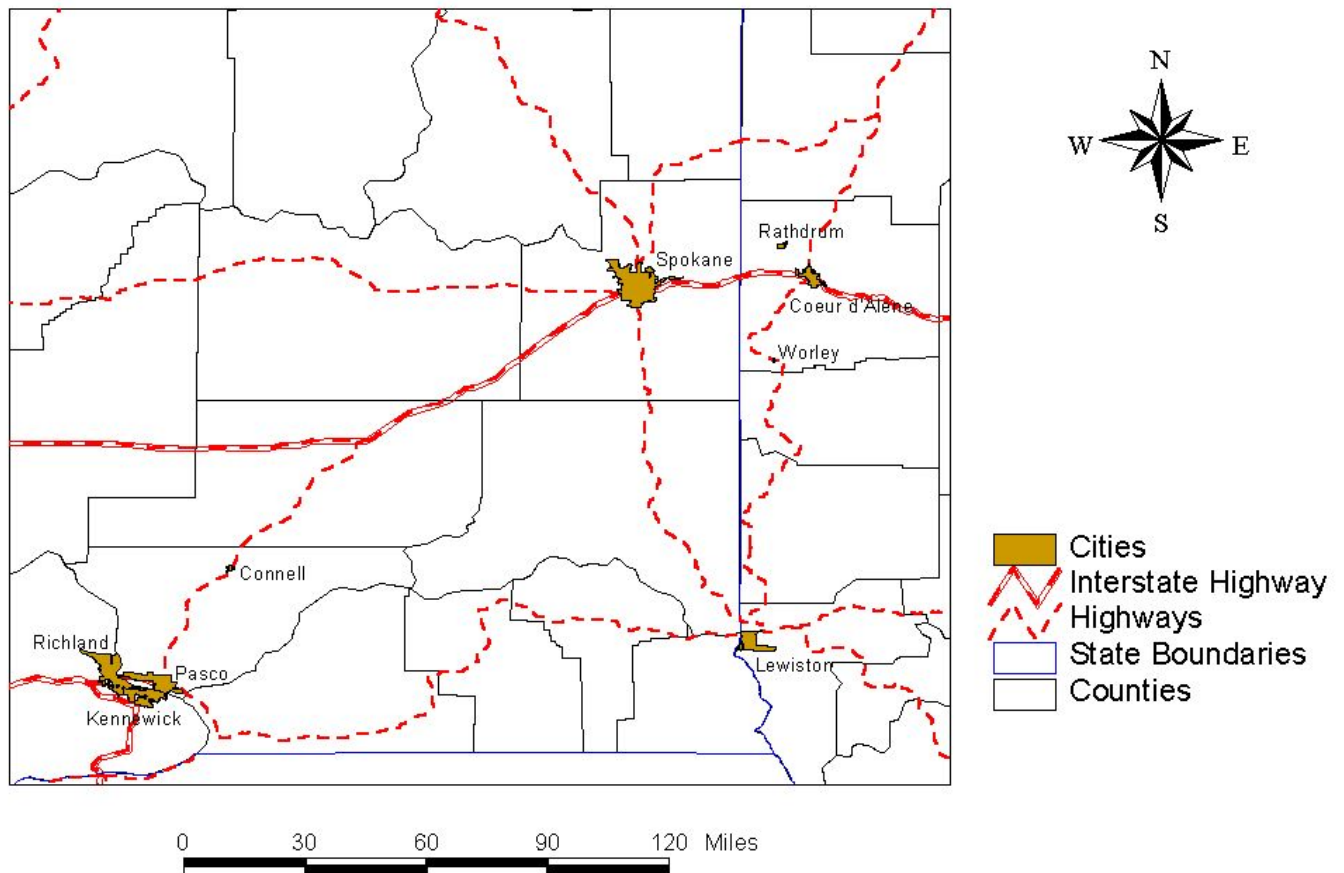 N
W E
S
Rathdrum
Spokane
Coeur d'Alene
Worley
Connell
Richland
Pasco
Kennewick
Lewiston
Cities
Interstate Highway
Highways
State Boundaries
Counties
0 30 60 90 120 Miles